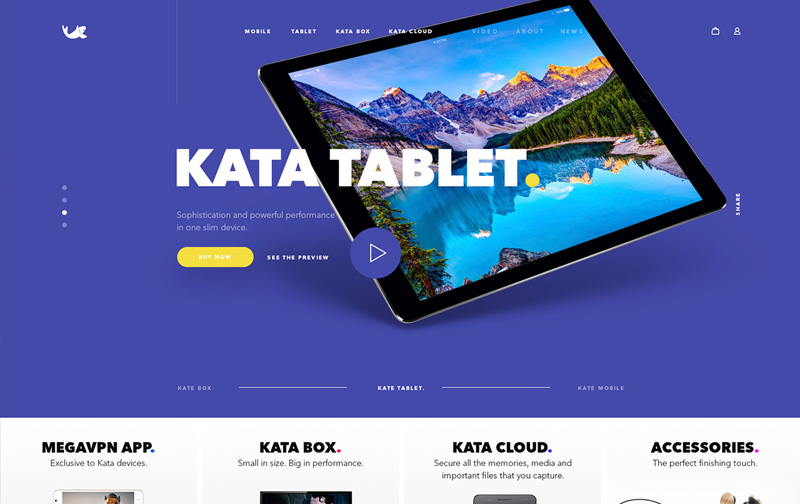 MOBILE TABLET KATA BOX KATA CLOUD VIDEO ABOUT NEWS
KATA TABLET.
SHARE
Sophistication and powerful performance
in one slim device.
BUY NOW SEE THE PREVIEW
KATE BOX KATE TABLET. KATE MOBILE.
MEGAVPN APP.
Exclusive to Kata devices.
KATA BOX.
Small in size. Big in performance.
KATA CLOUD.
Secure all the memories, media and
important files that you capture.
ACCESSORIES.
The perfect finishing touch.